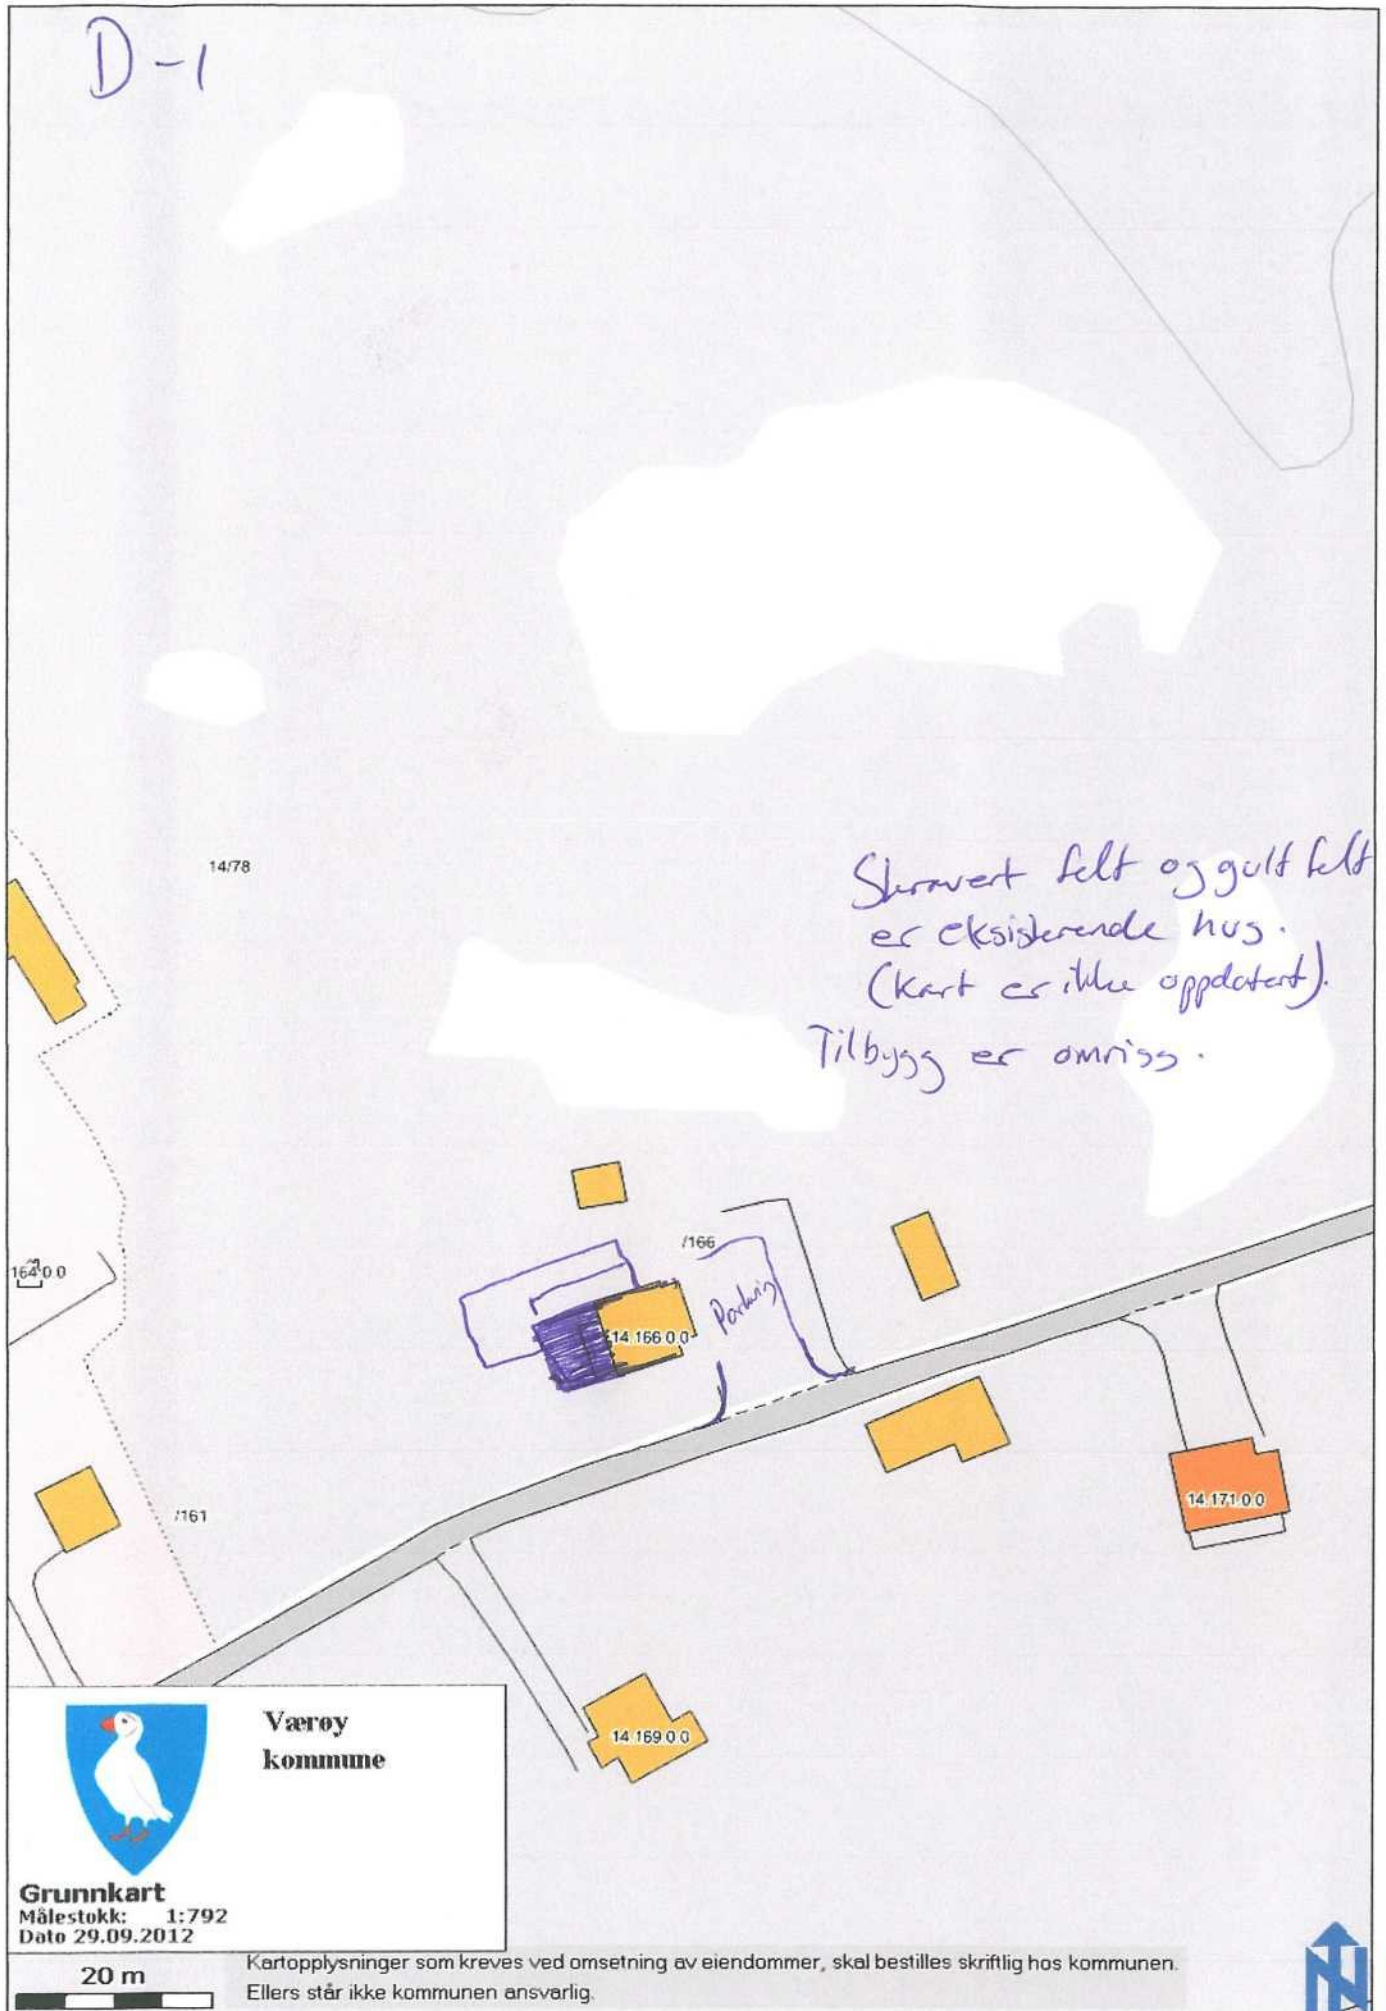 D-1
14/78
Skravert felt og gult felt
er eksisterende hus.
(Kart er ikke oppdatert).
Tilbygg er omriss.
/166
164 0.0
Parkring
14.166 0.0
/161
14.171.0.0
14.169.0.0
Værøy
kommune
Grunnkart
Målestokk: 1:792
Dato 29.09.2012
20 m
Kartopplysninger som kreves ved omsetning av eiendommer, skal bestilles skriftlig hos kommunen.
Ellers står ikke kommunen ansvarlig.
N